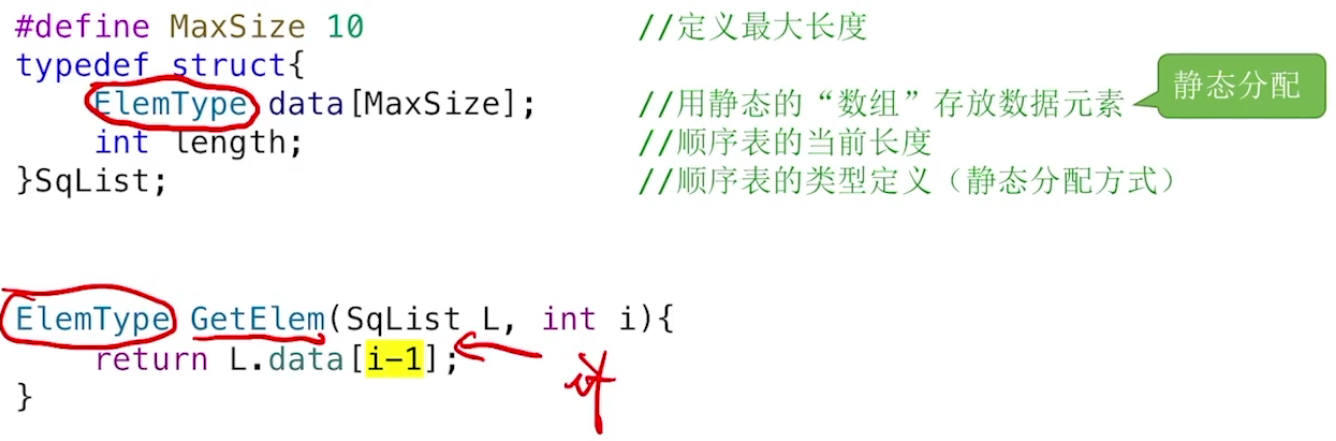 #define MaxSize 10 //定义最大长度
typedef struct{
ElemType data[MaxSize]; //用静态的“数组”存放数据元素 静态分配
int length; //顺序表的当前长度
}SqList; //顺序表的类型定义（静态分配方式）
ElemType GetElem(SqList L, int i){
return L.data[i-1];
if
}